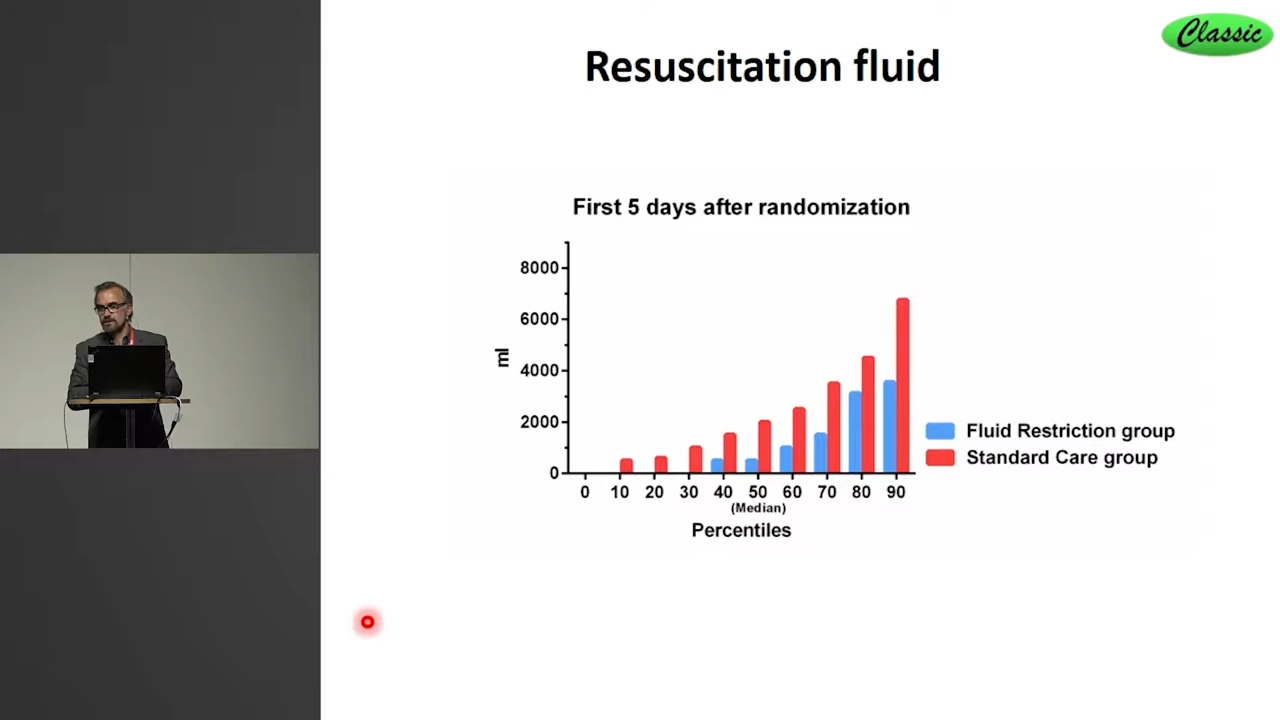 Classic
Resuscitation fluid
First 5 days after randomization
8000
6000
4000
2000
0
ml
0 10 20 30 40 50 60 70 80 90
(Median)
Percentiles
Fluid Restriction group
Standard Care group